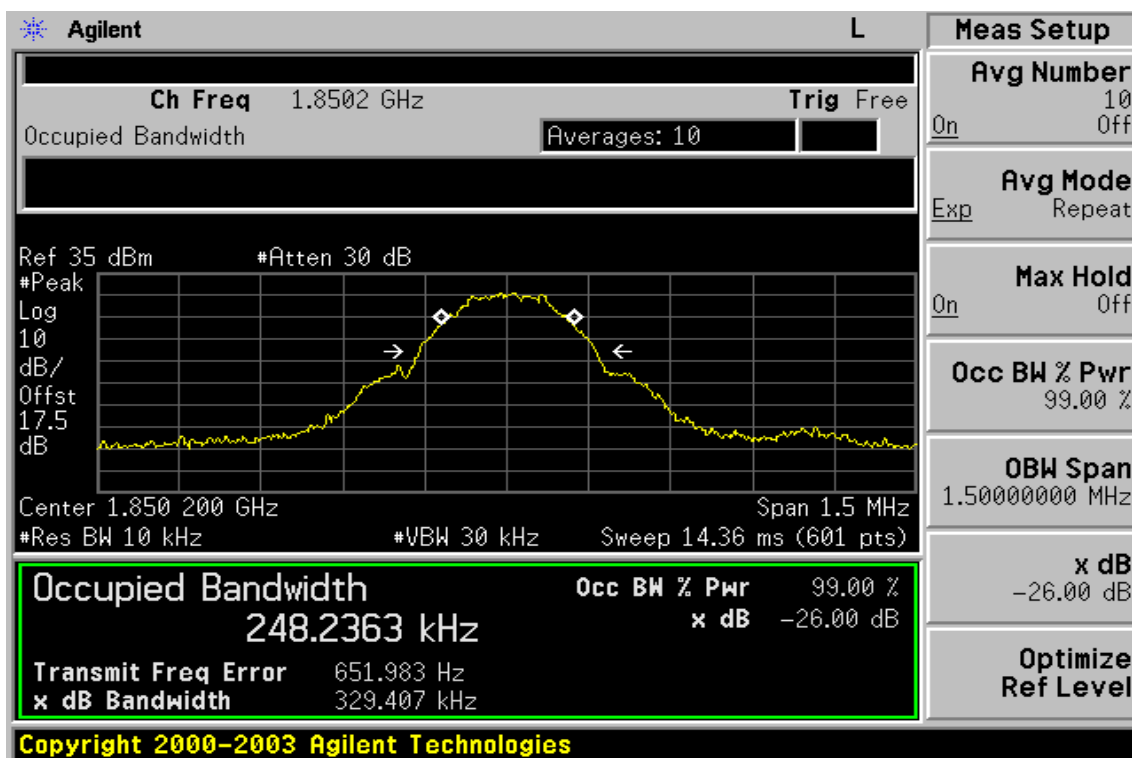 Agilent
L
Ch Freq 1.8502 GHz Trig Free
Occupied Bandwidth Averages: 10
Ref 35 dBm #Atten 30 dB
#Peak
Log
10
dB/
Offst
17.5
dB
Center 1.850 200 GHz Span 1.5 MHz
#Res BW 10 kHz #VBW 30 kHz Sweep 14.36 ms (601 pts)
Occupied Bandwidth Occ BW % Pwr 99.00 %
248.2363 kHz x dB -26.00 dB
Transmit Freq Error 651.983 Hz
x dB Bandwidth 329.407 kHz
Copyright 2000-2003 Agilent Technologies
Meas Setup
Avg Number
10
On Off
Avg Mode
Exp Repeat
Max Hold
On Off
Occ BW % Pwr
99.00 %
OBW Span
1.50000000 MHz
x dB
-26.00 dB
Optimize
Ref Level